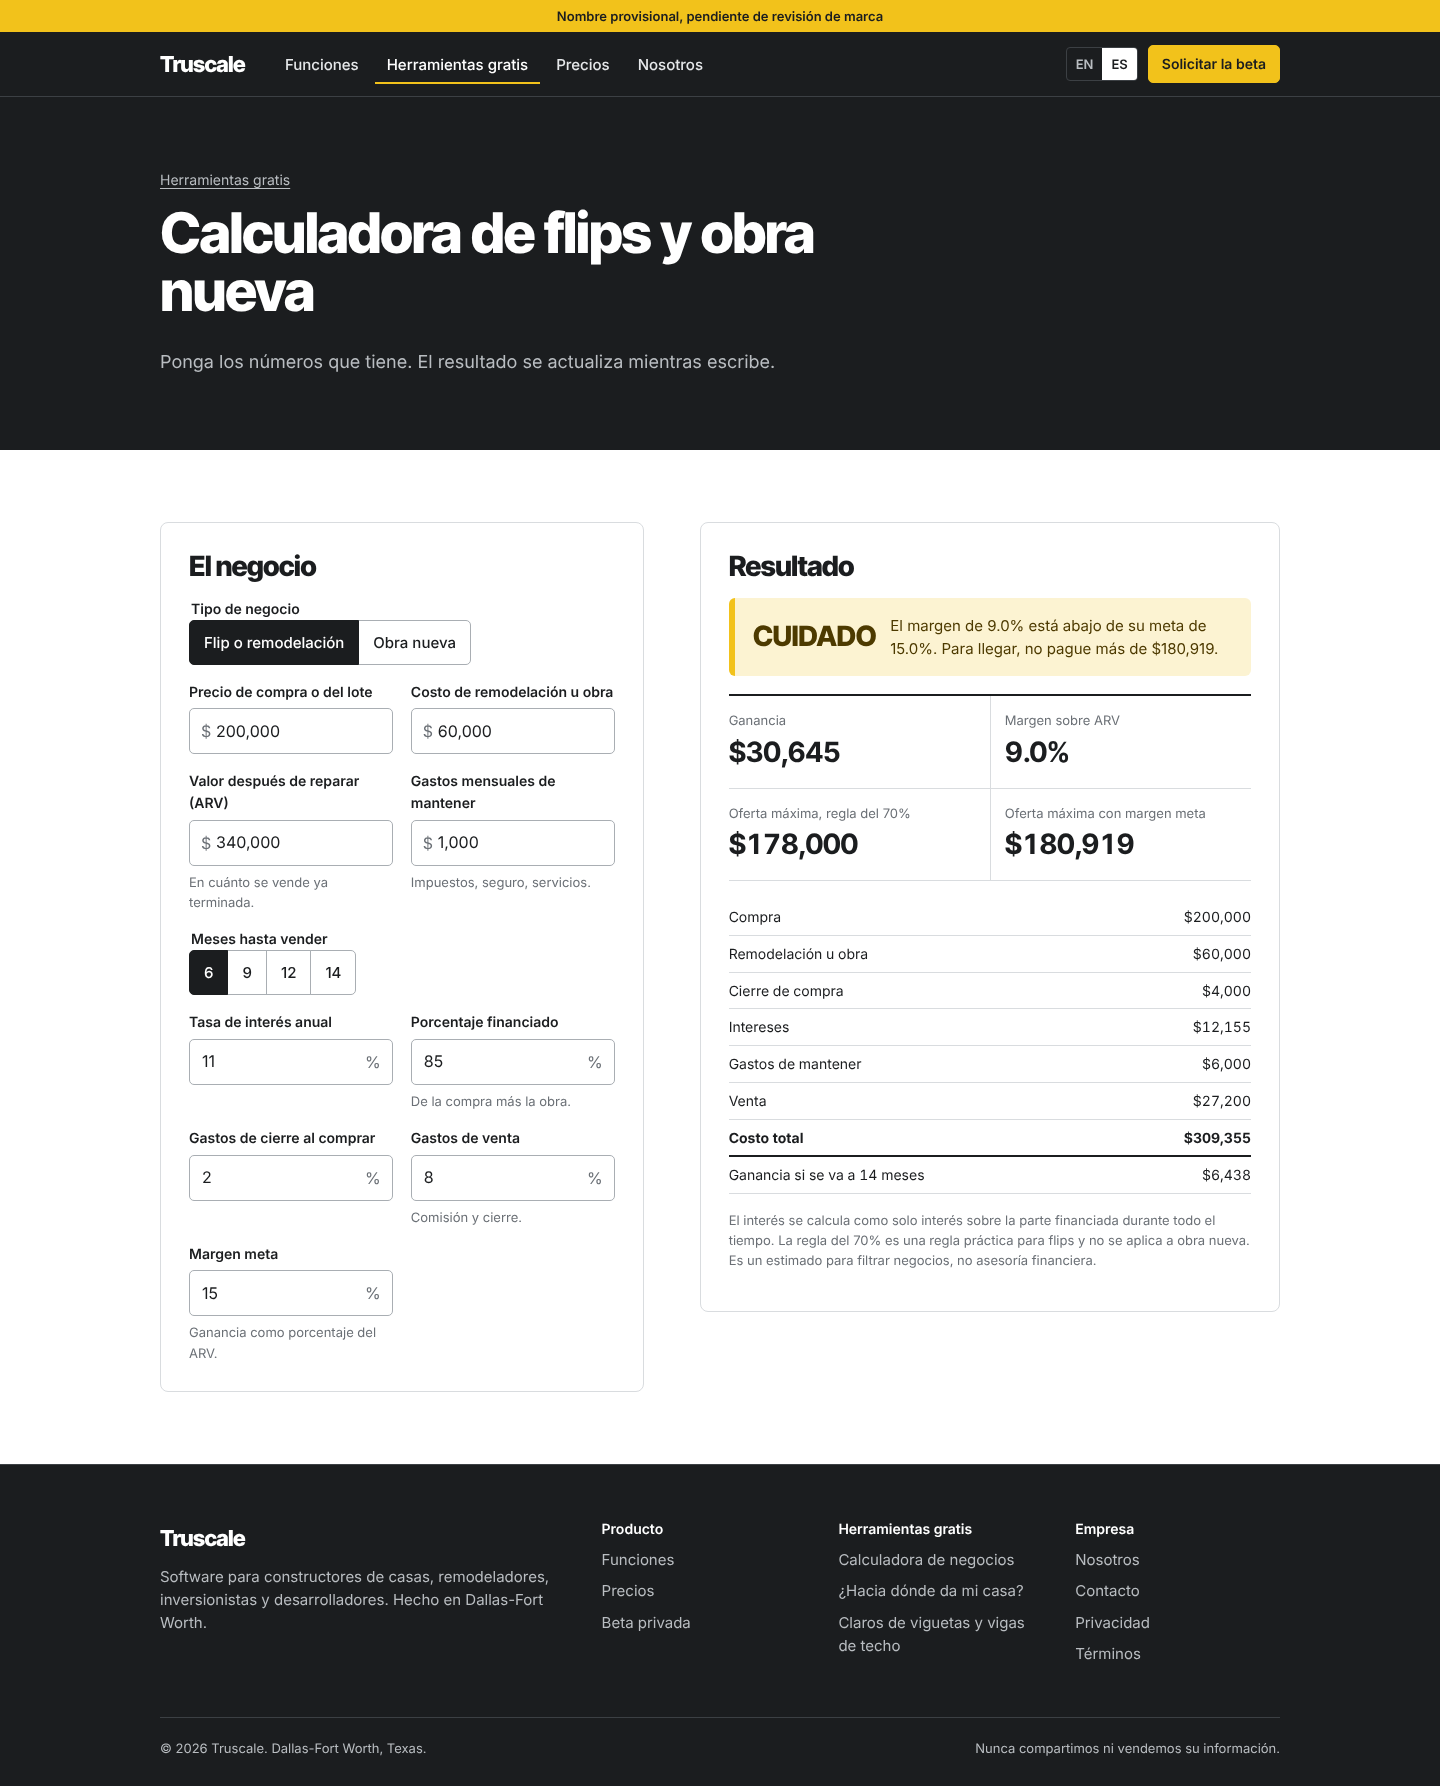 Nombre provisional, pendiente de revisión de marca
Truscale
Funciones
Herramientas gratis
Precios
Nosotros
EN
ES
Solicitar la beta
Herramientas gratis
Calculadora de flips y obra
nueva
Ponga los números que tiene. El resultado se actualiza mientras escribe.
El negocio
Tipo de negocio
Flip o remodelación
Obra nueva
Precio de compra o del lote
$ 200,000
Costo de remodelación u obra
$ 60,000
Valor después de reparar
(ARV)
$ 340,000
En cuánto se vende ya
terminada.
Gastos mensuales de
mantener
$ 1,000
Impuestos, seguro, servicios.
Meses hasta vender
6
9
12
14
Tasa de interés anual
11 %
Porcentaje financiado
85 %
De la compra más la obra.
Gastos de cierre al comprar
2 %
Gastos de venta
8 %
Comisión y cierre.
Margen meta
15 %
Ganancia como porcentaje del
ARV.
Resultado
CUIDADO
El margen de 9.0% está abajo de su meta de
15.0%. Para llegar, no pague más de $180,919.
Ganancia
$30,645
Margen sobre ARV
9.0%
Oferta máxima, regla del 70%
$178,000
Oferta máxima con margen meta
$180,919
Compra $200,000
Remodelación u obra $60,000
Cierre de compra $4,000
Intereses $12,155
Gastos de mantener $6,000
Venta $27,200
Costo total $309,355
Ganancia si se va a 14 meses $6,438
El interés se calcula como solo interés sobre la parte financiada durante todo el
tiempo. La regla del 70% es una regla práctica para flips y no se aplica a obra nueva.
Es un estimado para filtrar negocios, no asesoría financiera.
Truscale
Software para constructores de casas, remodeladores,
inversionistas y desarrolladores. Hecho en Dallas-Fort
Worth.
Producto
Funciones
Precios
Beta privada
Herramientas gratis
Calculadora de negocios
¿Hacia dónde da mi casa?
Claros de viguetas y vigas
de techo
Empresa
Nosotros
Contacto
Privacidad
Términos
© 2026 Truscale. Dallas-Fort Worth, Texas.
Nunca compartimos ni vendemos su información.